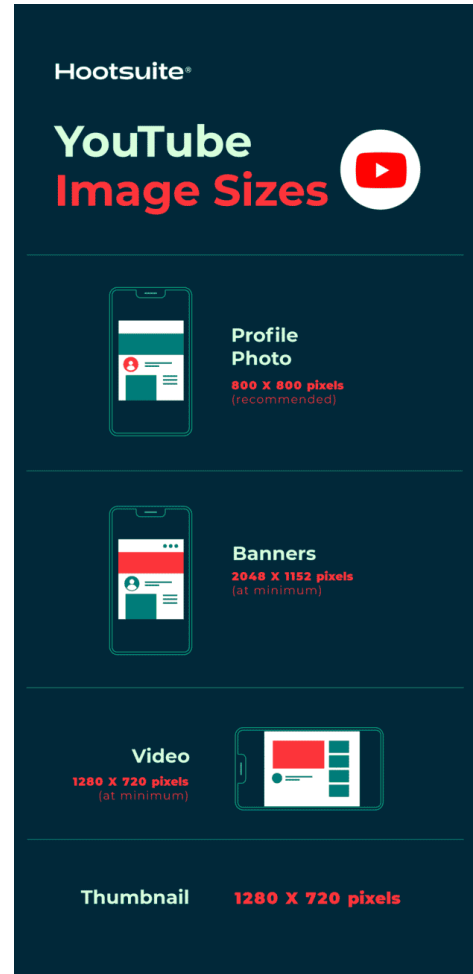 Hootsuite®
YouTube
Image Sizes
Profile
Photo
800 X 800 pixels
(recommended)
Banners
2048 X 1152 pixels
(at minimum)
Video
1280 X 720 pixels
(at minimum)
Thumbnail
1280 X 720 pixels